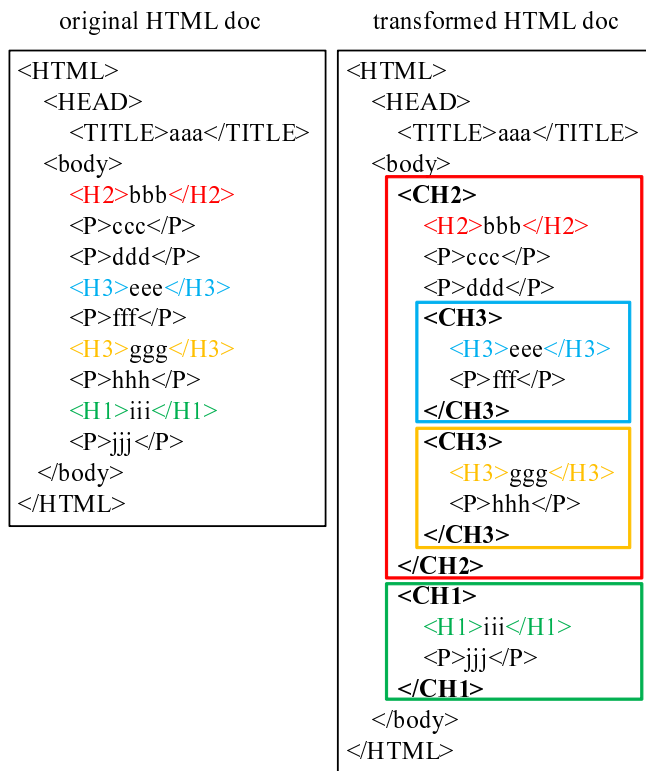 original HTML doc
<HTML>
<HEAD>
<TITLE>aaa</TITLE>
<body>
<H2>bbb</H2>
<P>ccc</P>
<P>ddd</P>
<H3>eee</H3>
<P>fff</P>
<H3>ggg</H3>
<P>hhh</P>
<H1>iii</H1>
<P>jjj</P>
</body>
</HTML>
transformed HTML doc
<HTML>
<HEAD>
<TITLE>aaa</TITLE>
<body>
<CH2>
<H2>bbb</H2>
<P>ccc</P>
<P>ddd</P>
<CH3>
<H3>eee</H3>
<P>fff</P>
</CH3>
<CH3>
<H3>ggg</H3>
<P>hhh</P>
</CH3>
</CH2>
<CH1>
<H1>iii</H1>
<P>jjj</P>
</CH1>
</body>
</HTML>